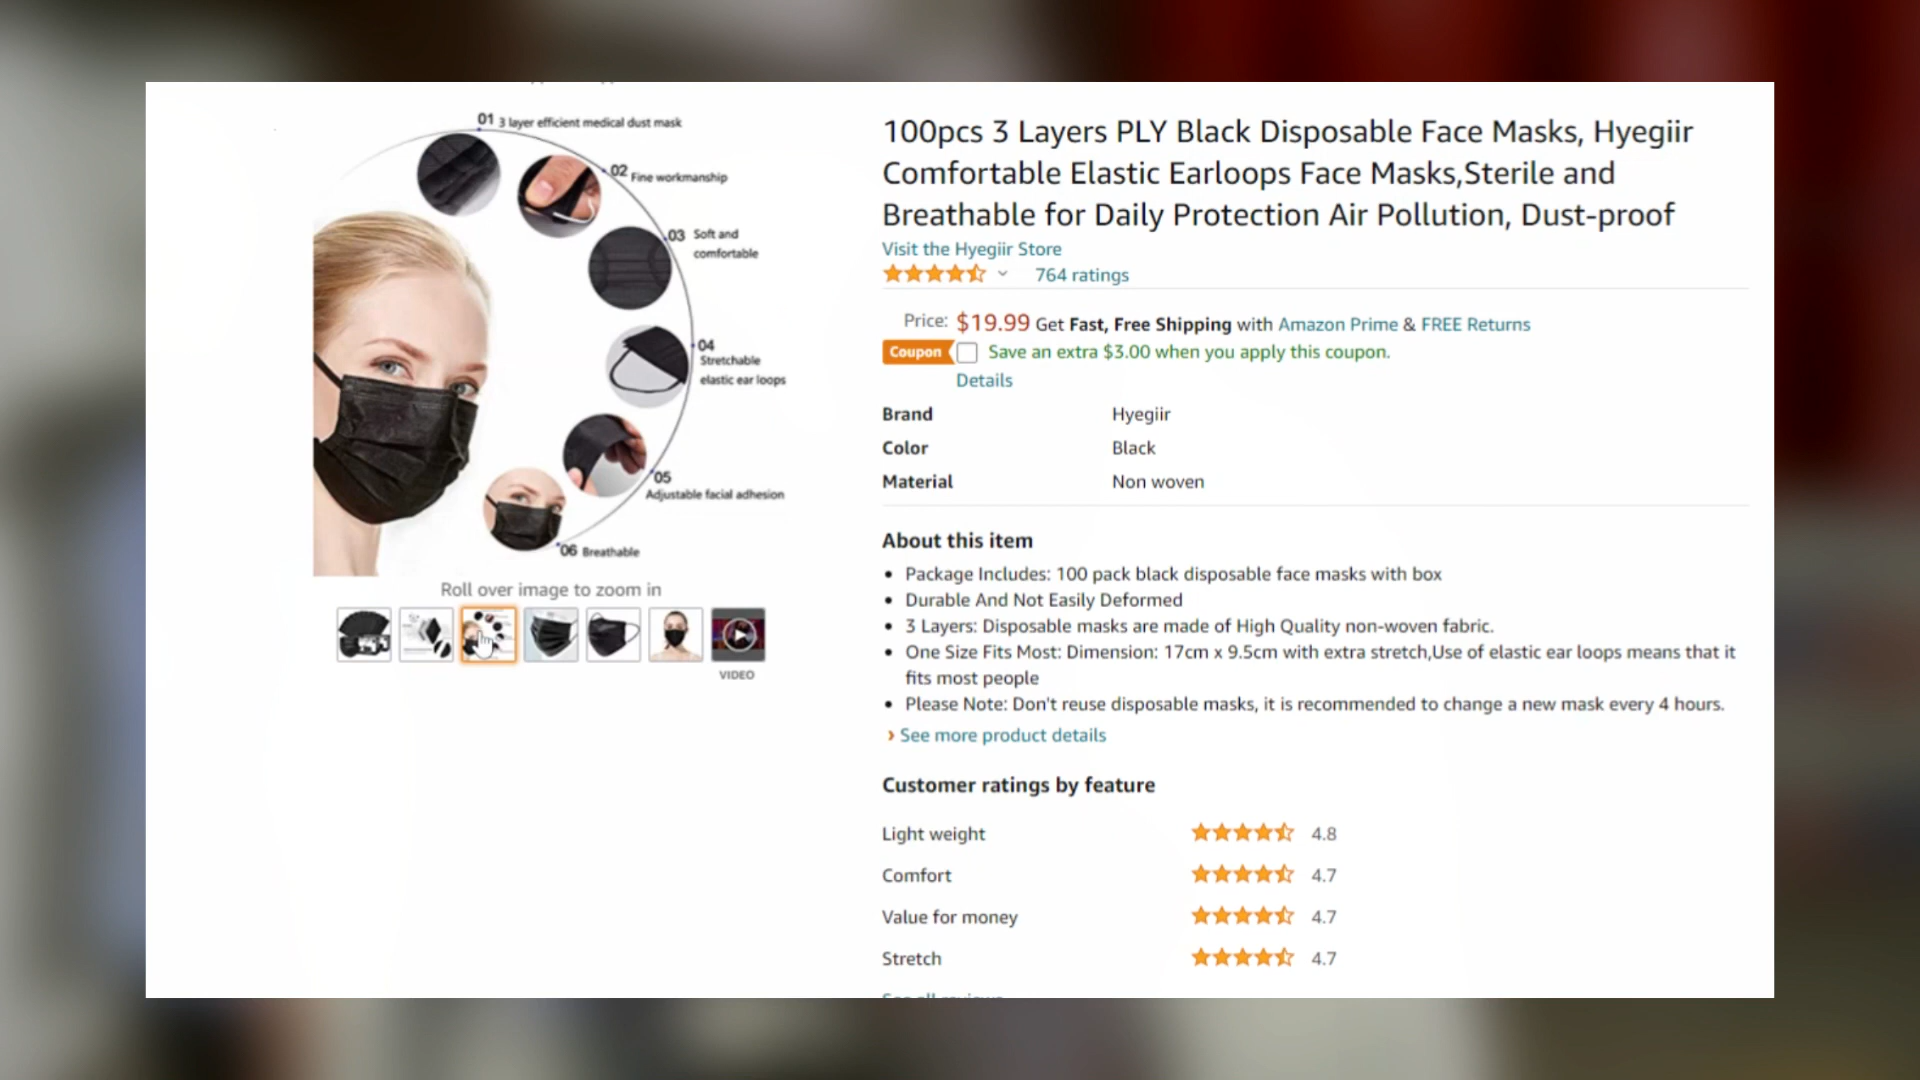 01 3 layer efficient medical dust mask
02 Fine workmanship
03 Soft and
comfortable
04
Stretchable
elastic ear loops
05
Adjustable facial adhesion
06 Breathable
Roll over image to zoom in
VIDEO
100pcs 3 Layers PLY Black Disposable Face Masks, Hyegiir
Comfortable Elastic Earloops Face Masks,Sterile and
Breathable for Daily Protection Air Pollution, Dust-proof
Visit the Hyegiir Store
764 ratings
Price: $19.99 Get Fast, Free Shipping with Amazon Prime & FREE Returns
Coupon Save an extra $3.00 when you apply this coupon.
Details
Brand Hyegiir
Color Black
Material Non woven
About this item
• Package Includes: 100 pack black disposable face masks with box
• Durable And Not Easily Deformed
• 3 Layers: Disposable masks are made of High Quality non-woven fabric.
• One Size Fits Most: Dimension: 17cm x 9.5cm with extra stretch,Use of elastic ear loops means that it
fits most people
• Please Note: Don't reuse disposable masks, it is recommended to change a new mask every 4 hours.
› See more product details
Customer ratings by feature
Light weight 4.8
Comfort 4.7
Value for money 4.7
Stretch 4.7